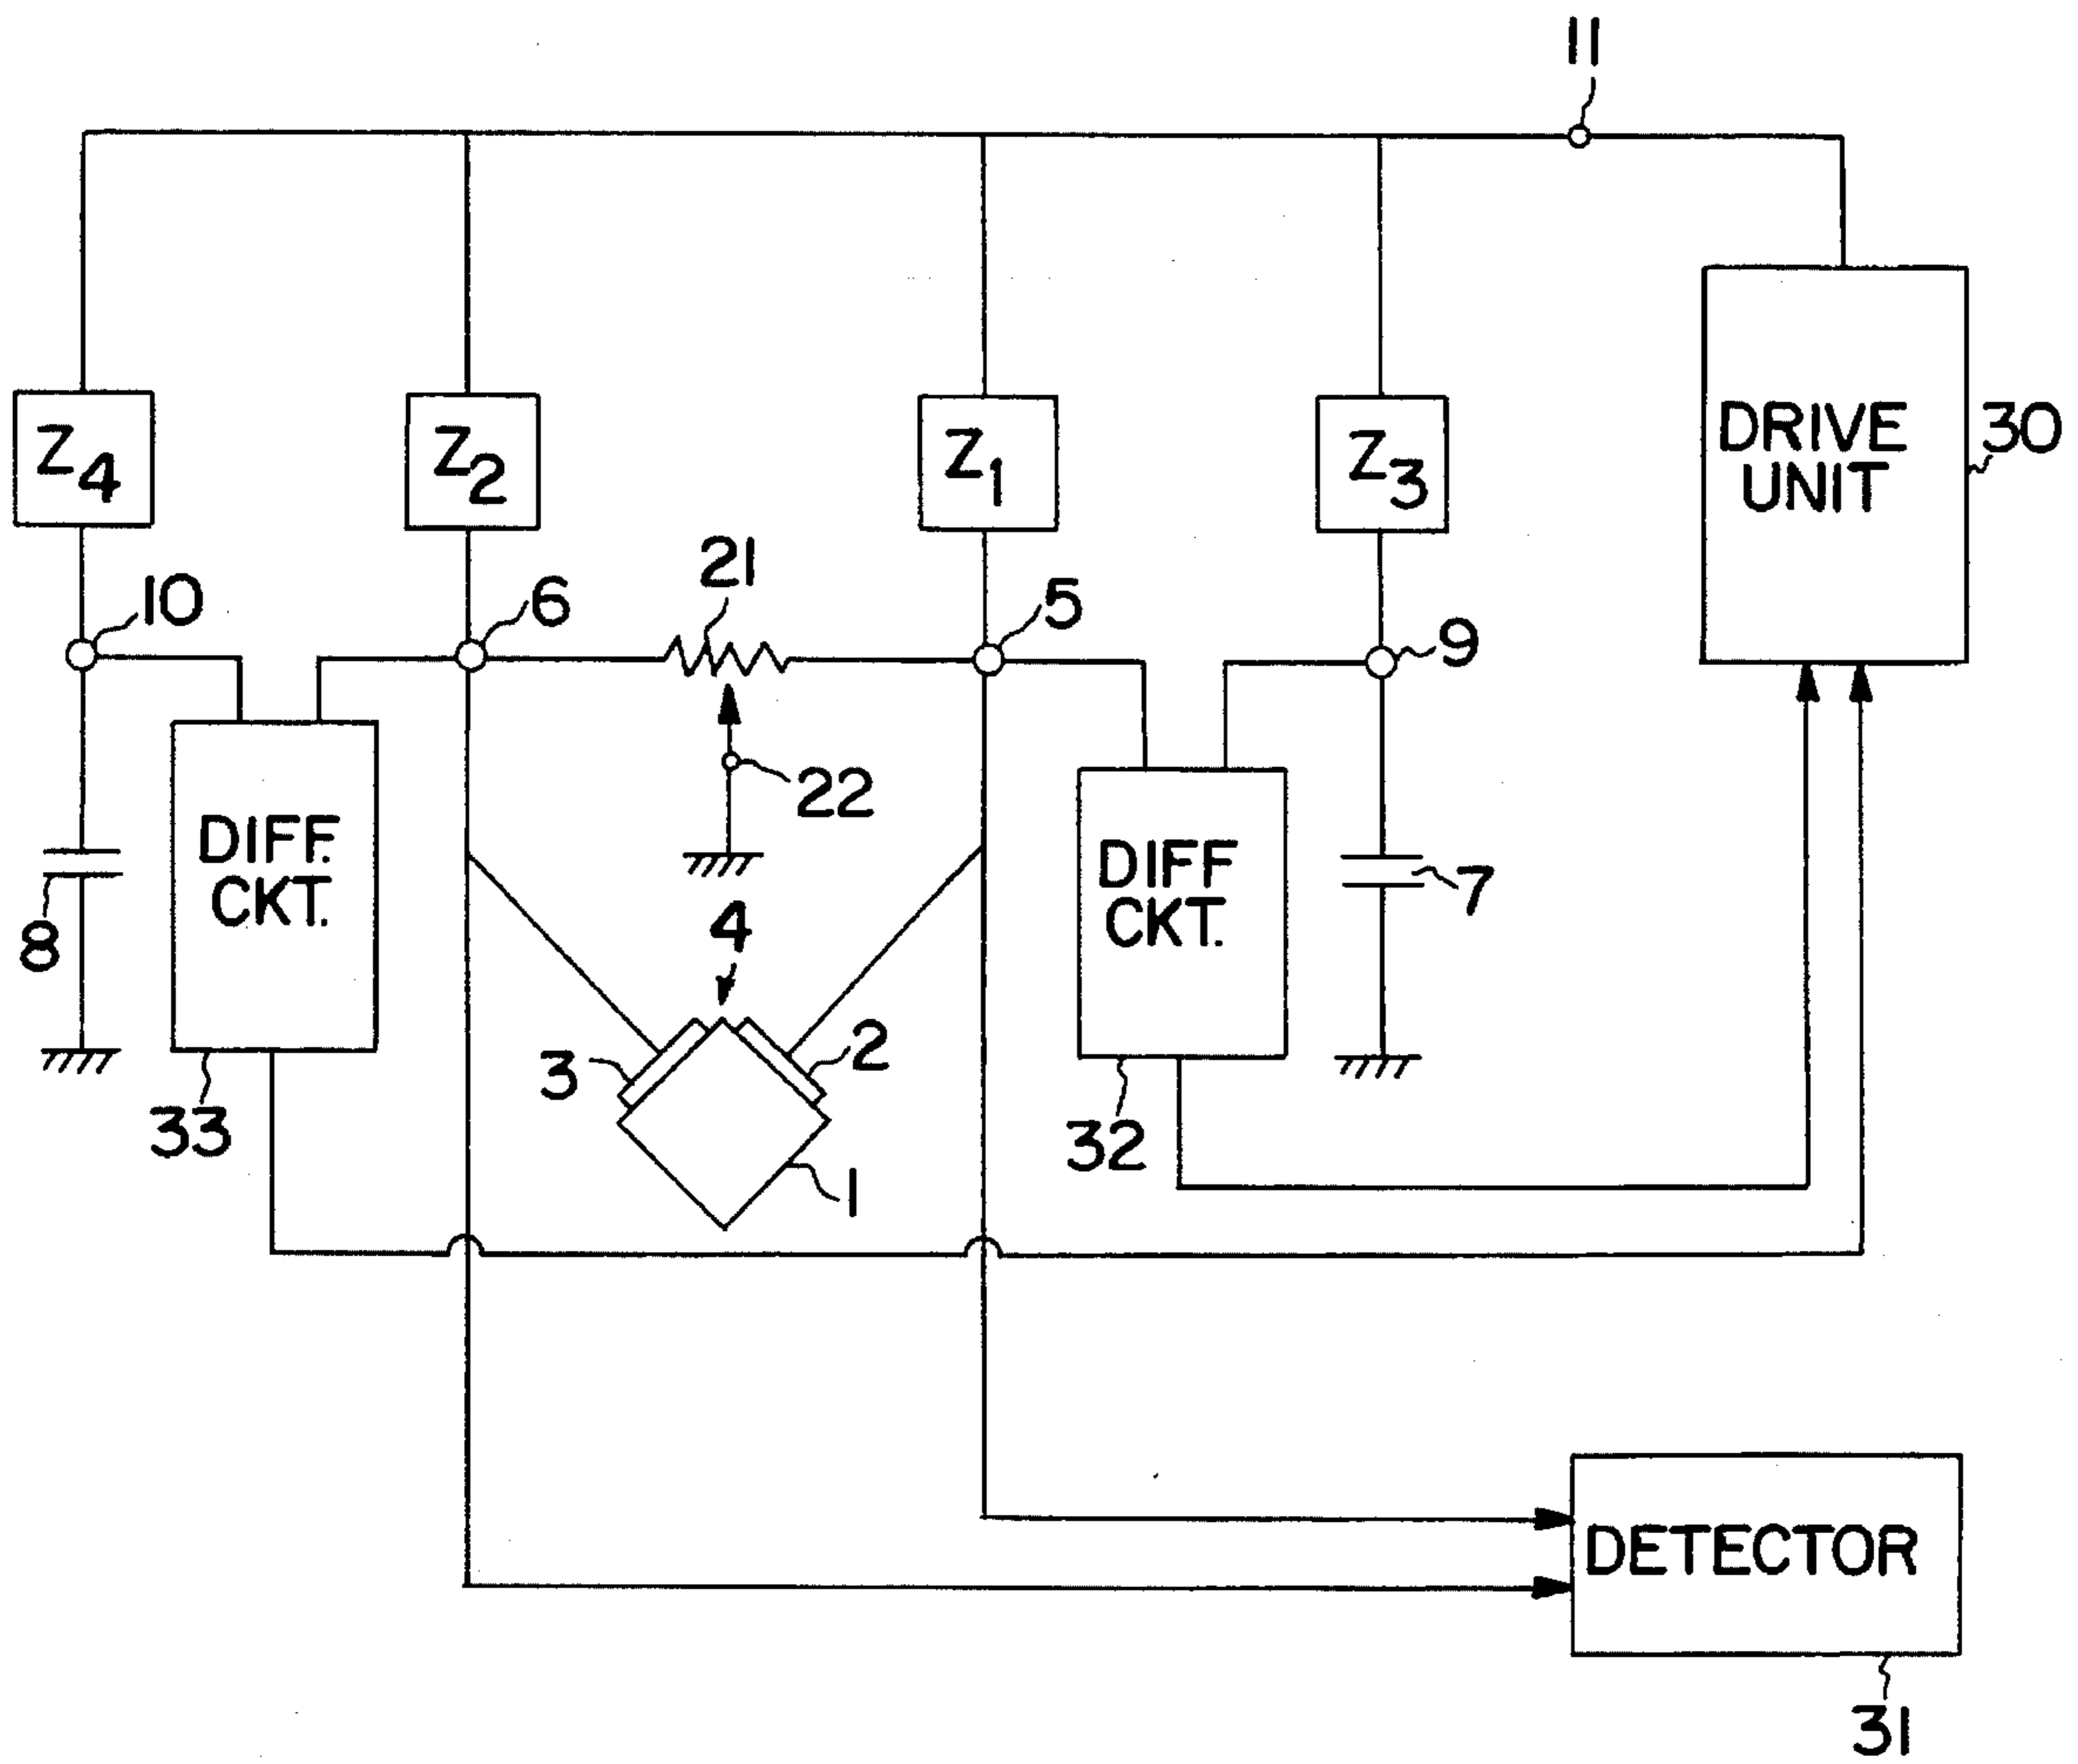 11
Z4
Z2
Z1
Z3
DRIVE
UNIT
30
10
6
21
5
9
22
DIFF.
CKT.
DIFF
CKT.
8
7
4
3
2
33
32
1
DETECTOR
31